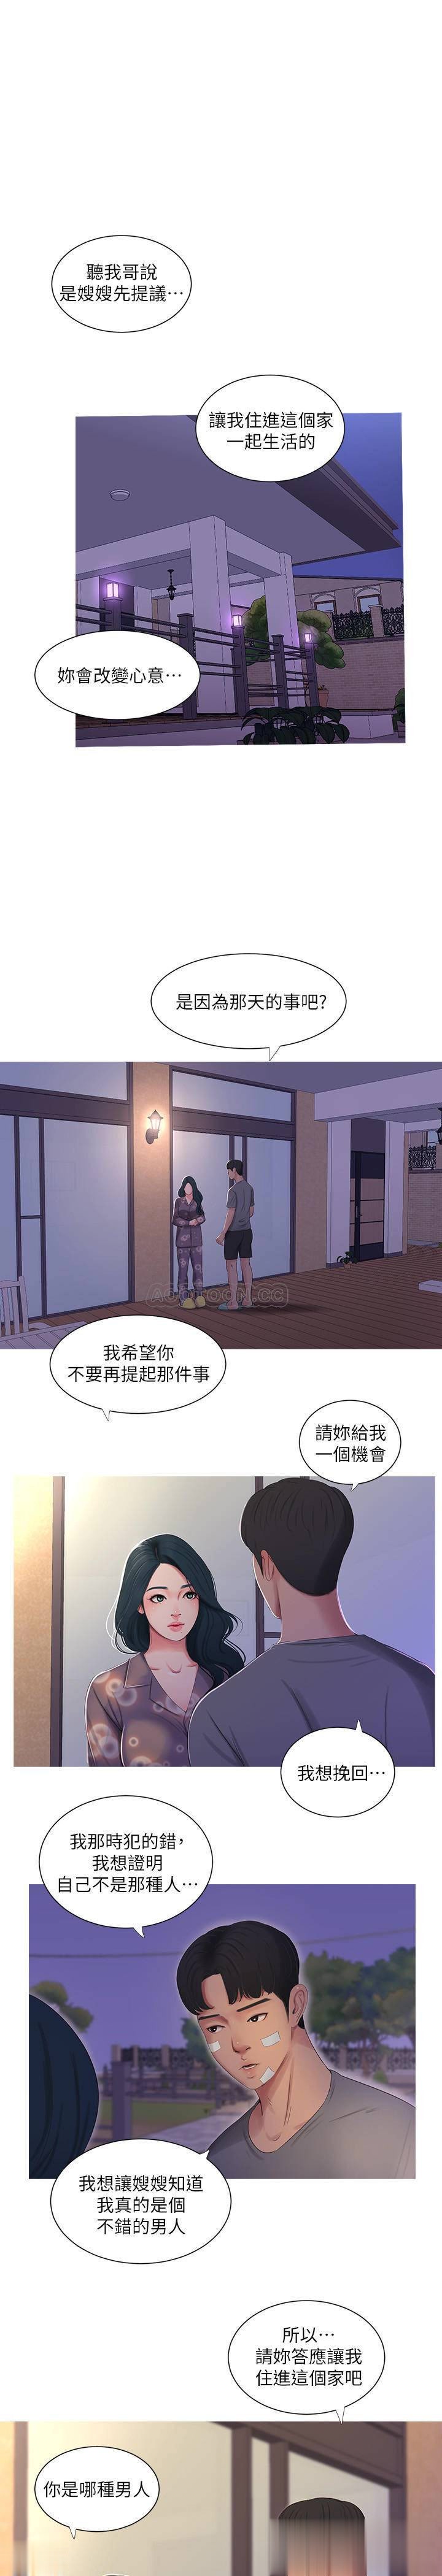 聽我哥說
是嫂嫂先提議⋯
讓我住進這個家
一起生活的
妳會改變心意⋯
是因為那天的事吧?
我希望你
不要再提起那件事
請妳給我
一個機會
我想挽回⋯
我那時犯的錯,
我想證明
自己不是那種人⋯
我想讓嫂嫂知道
我真的是個
不錯的男人
所以⋯
請妳答應讓我
住進這個家吧
你是哪種男人